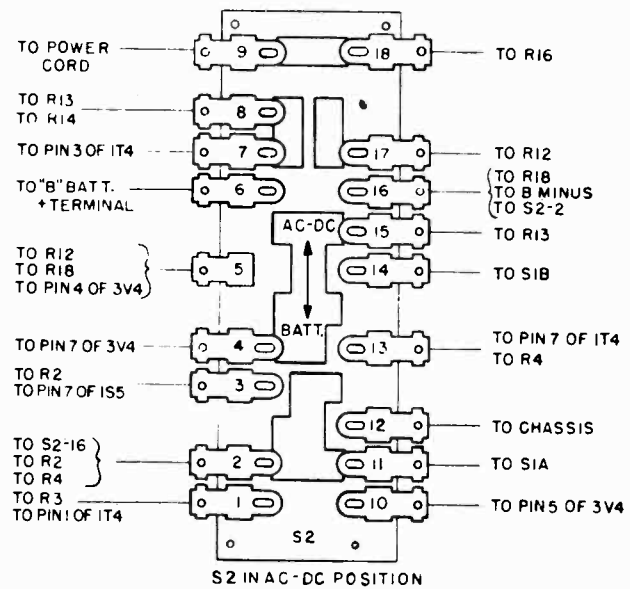 TO POWER
CORD
9
18
TO R16
TO R13
TO R14
8
TO PIN 3 OF 1T4
7
17
TO R12
TO "B" BATT.
+ TERMINAL
6
16
TO R18
TO B MINUS
TO S2-2
AC-DC
15
TO R13
TO R12
TO R18
TO PIN 4 OF 3V4
5
14
TO S1B
BATT.
TO PIN 7 OF 3V4
4
13
TO PIN 7 OF 1T4
TO R4
TO R2
TO PIN 7 OF 1S5
3
12
TO CHASSIS
TO S2-16
TO R2
TO R4
2
11
TO S1A
TO R3
TO PIN 1 OF 1T4
1
10
TO PIN 5 OF 3V4
S2
S2 IN AC-DC POSITION